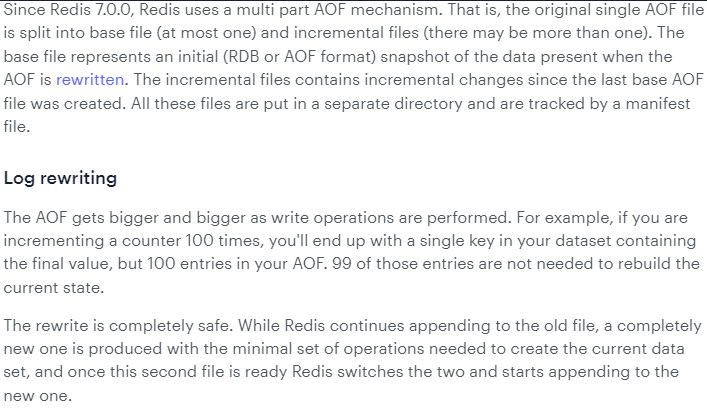 Since Redis 7.0.0, Redis uses a multi part AOF mechanism. That is, the original single AOF file
is split into base file (at most one) and incremental files (there may be more than one). The
base file represents an initial (RDB or AOF format) snapshot of the data present when the
AOF is rewritten. The incremental files contains incremental changes since the last base AOF
file was created. All these files are put in a separate directory and are tracked by a manifest
file.
Log rewriting
The AOF gets bigger and bigger as write operations are performed. For example, if you are
incrementing a counter 100 times, you'll end up with a single key in your dataset containing
the final value, but 100 entries in your AOF. 99 of those entries are not needed to rebuild the
current state.
The rewrite is completely safe. While Redis continues appending to the old file, a completely
new one is produced with the minimal set of operations needed to create the current data
set, and once this second file is ready Redis switches the two and starts appending to the
new one.